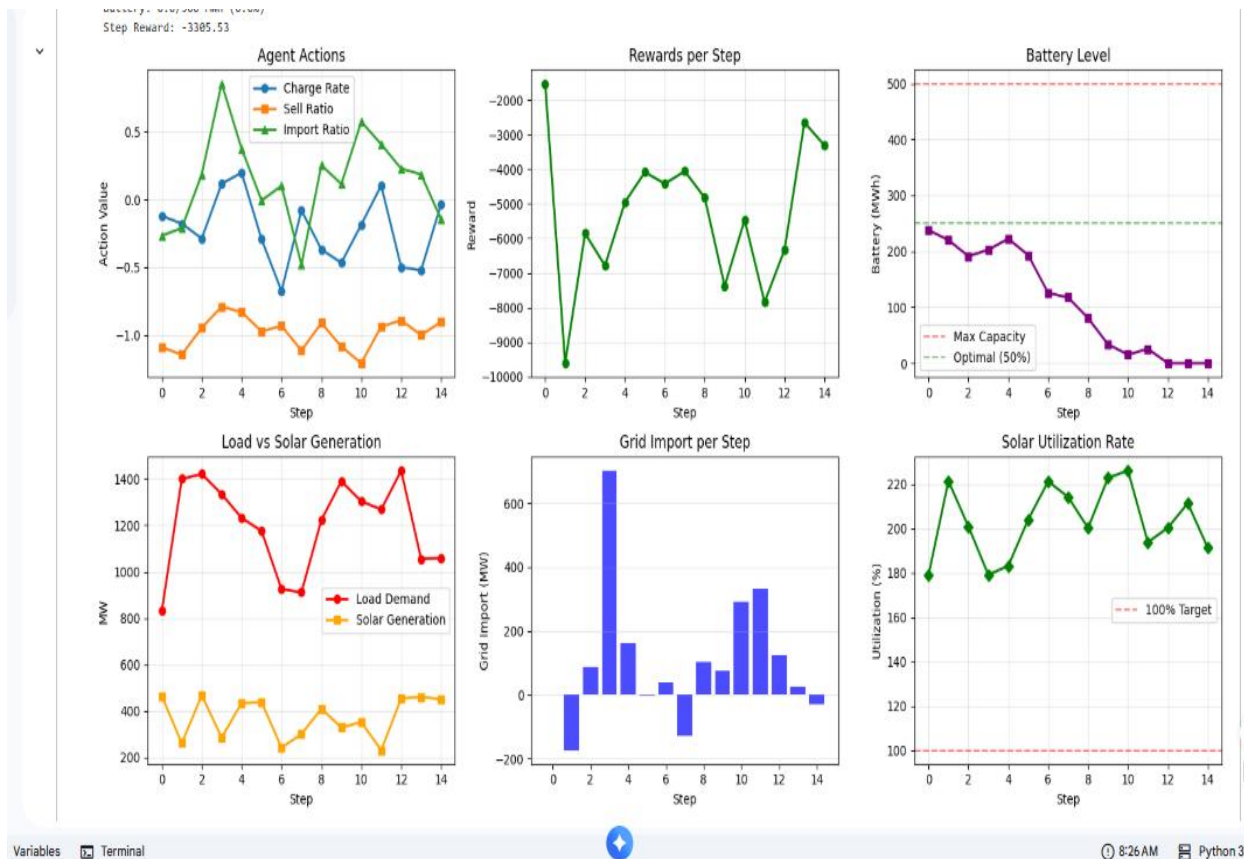 Battery: 0.0/500 MWh (0.0%)
Step Reward: -3305.53
Agent Actions
Charge Rate
Sell Ratio
Import Ratio
0.5
0.0
−0.5
−1.0
Action Value
0 2 4 6 8 10 12 14
Step
Rewards per Step
−2000
−3000
−4000
−5000
−6000
−7000
−8000
−9000
−10000
Reward
0 2 4 6 8 10 12 14
Step
Battery Level
500
400
300
200
100
0
Battery (MWh)
Max Capacity
Optimal (50%)
0 2 4 6 8 10 12 14
Step
Load vs Solar Generation
1400
1200
1000
800
600
400
200
MW
Load Demand
Solar Generation
0 2 4 6 8 10 12 14
Step
Grid Import per Step
600
400
200
0
−200
Grid Import (MW)
0 2 4 6 8 10 12 14
Step
Solar Utilization Rate
220
200
180
160
140
120
100
Utilization (%)
100% Target
0 2 4 6 8 10 12 14
Step
Variables Terminal
8:26 AM Python 3